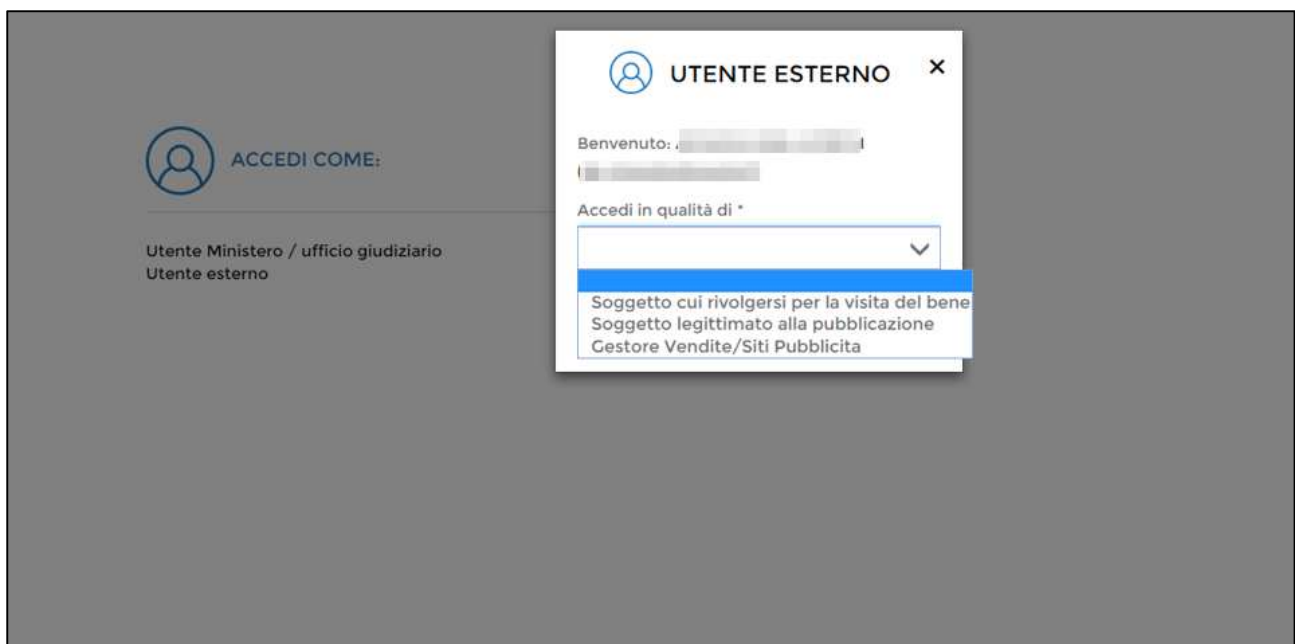 UTENTE ESTERNO
Benvenuto:
Accedi in qualità di *
Soggetto cui rivolgersi per la visita del bene
Soggetto legittimato alla pubblicazione
Gestore Vendite/Siti Pubblicita
ACCEDI COME:
Utente Ministero / ufficio giudiziario
Utente esterno